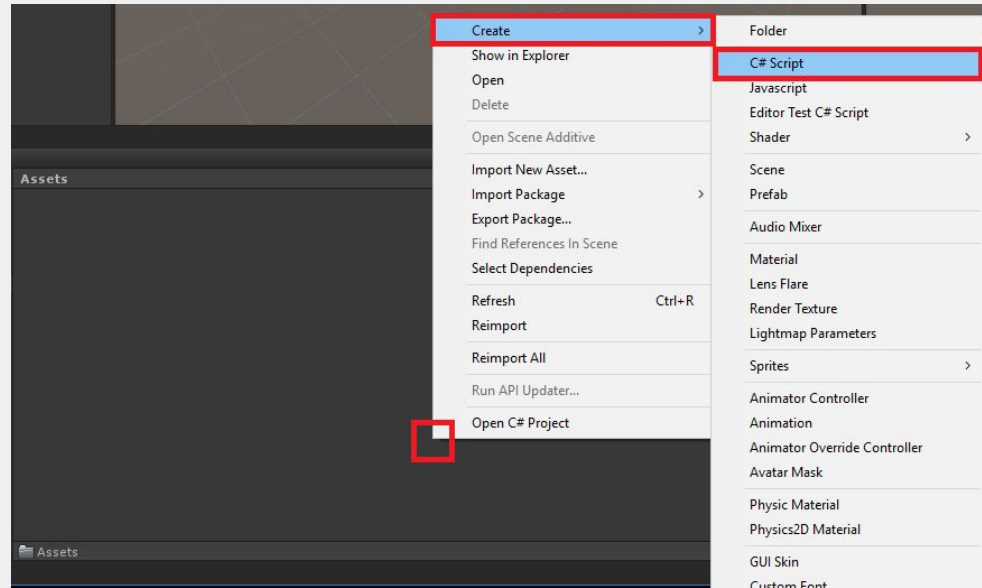 Assets
Create
Show in Explorer
Open
Delete
Open Scene Additive
Import New Asset...
Import Package
Export Package...
Find References In Scene
Select Dependencies
Refresh Ctrl+R
Reimport
Reimport All
Run API Updater...
Open C# Project
Folder
C# Script
Javascript
Editor Test C# Script
Shader
Scene
Prefab
Audio Mixer
Material
Lens Flare
Render Texture
Lightmap Parameters
Sprites
Animator Controller
Animation
Animator Override Controller
Avatar Mask
Physic Material
Physics2D Material
GUI Skin
Custom Font
Assets